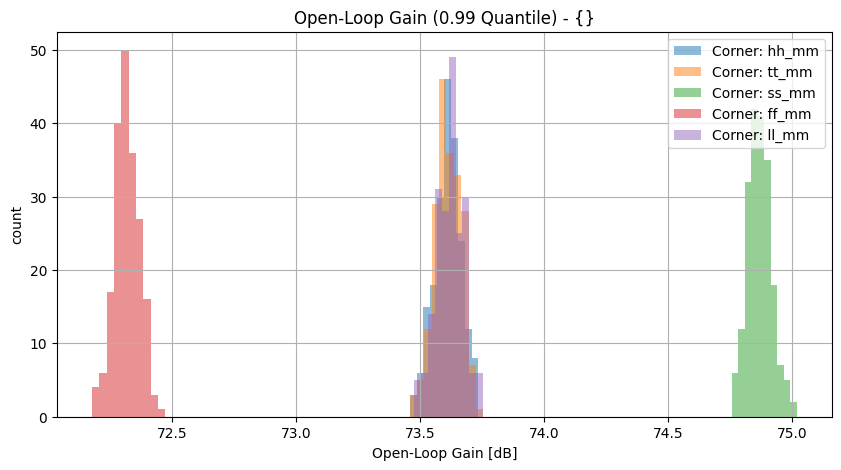 Open-Loop Gain (0.99 Quantile) - {}
50
40
30
20
10
0
count
72.5
73.0
73.5
74.0
74.5
75.0
Open-Loop Gain [dB]
Corner: hh_mm
Corner: tt_mm
Corner: ss_mm
Corner: ff_mm
Corner: ll_mm